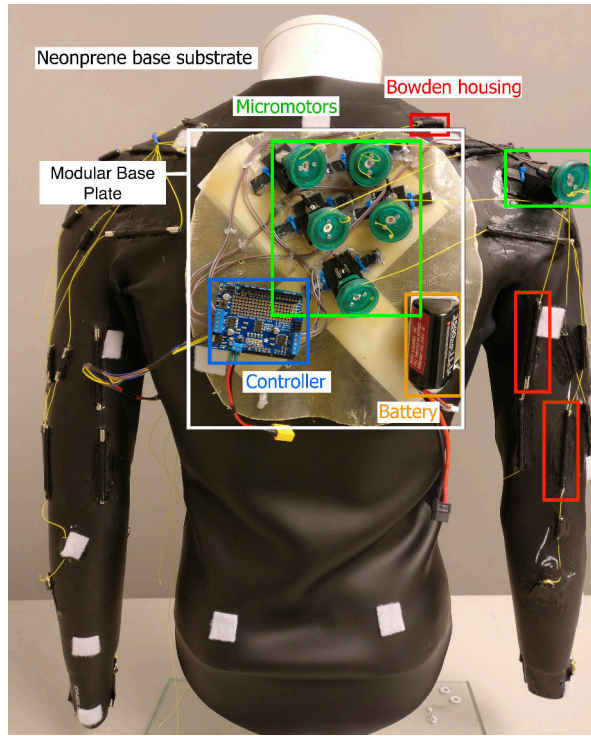 Neonprene base substrate
Bowden housing
Micromotors
Modular Base
Plate
Controller
Battery